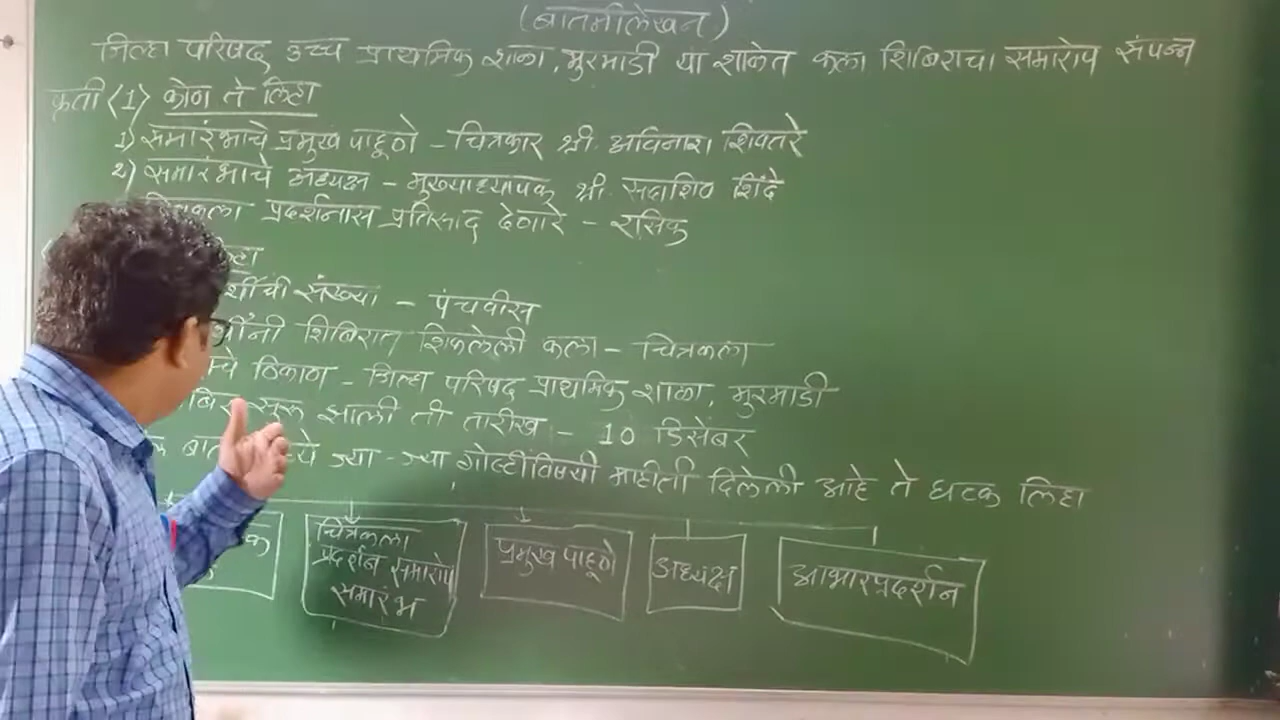 (बातमीलेखन)
जिल्हा परिषद उच्च प्राथमिक शाळा, मुरमाडी या शाळेत कला शिबिराचा समारोप संपन्न
कृती (1) कोण ते लिहा
1) समारंभाचे प्रमुख पाहूणे - चित्रकार श्री. अविनाश शिवतरे
2) समारंभाचे अध्यक्ष - मुख्याध्यापक श्री. सदाशिव शिंदे
प्रदर्शनास प्रतिसाद देणारे - रसिक
संख्या - पंचवीस
शिबिरात शिकलेली कला - चित्रकला
ठिकाण - जिल्हा परिषद प्राथमिक शाळा, मुरमाडी
सुरू झाली ती तारीख - 10 डिसेंबर
ज्या-ज्या गोष्टींविषयी माहीती दिलेली आहे ते घटक लिहा
चित्रकला
प्रदर्शन समारोप
समारंभ
प्रमुख पाहूणे
अध्यक्ष
आभारप्रदर्शन